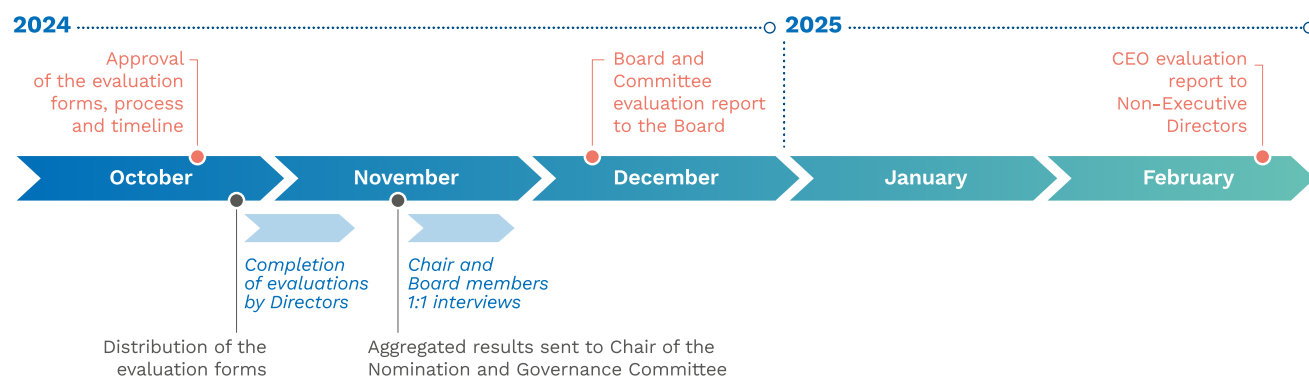 2024
2025
Approval
of the evaluation
forms, process
and timeline
Board and
Committee
evaluation report
to the Board
CEO evaluation
report to
Non-Executive
Directors
October
November
December
January
February
Completion
of evaluations
by Directors
Chair and
Board members
1:1 interviews
Distribution of the
evaluation forms
Aggregated results sent to Chair of the
Nomination and Governance Committee